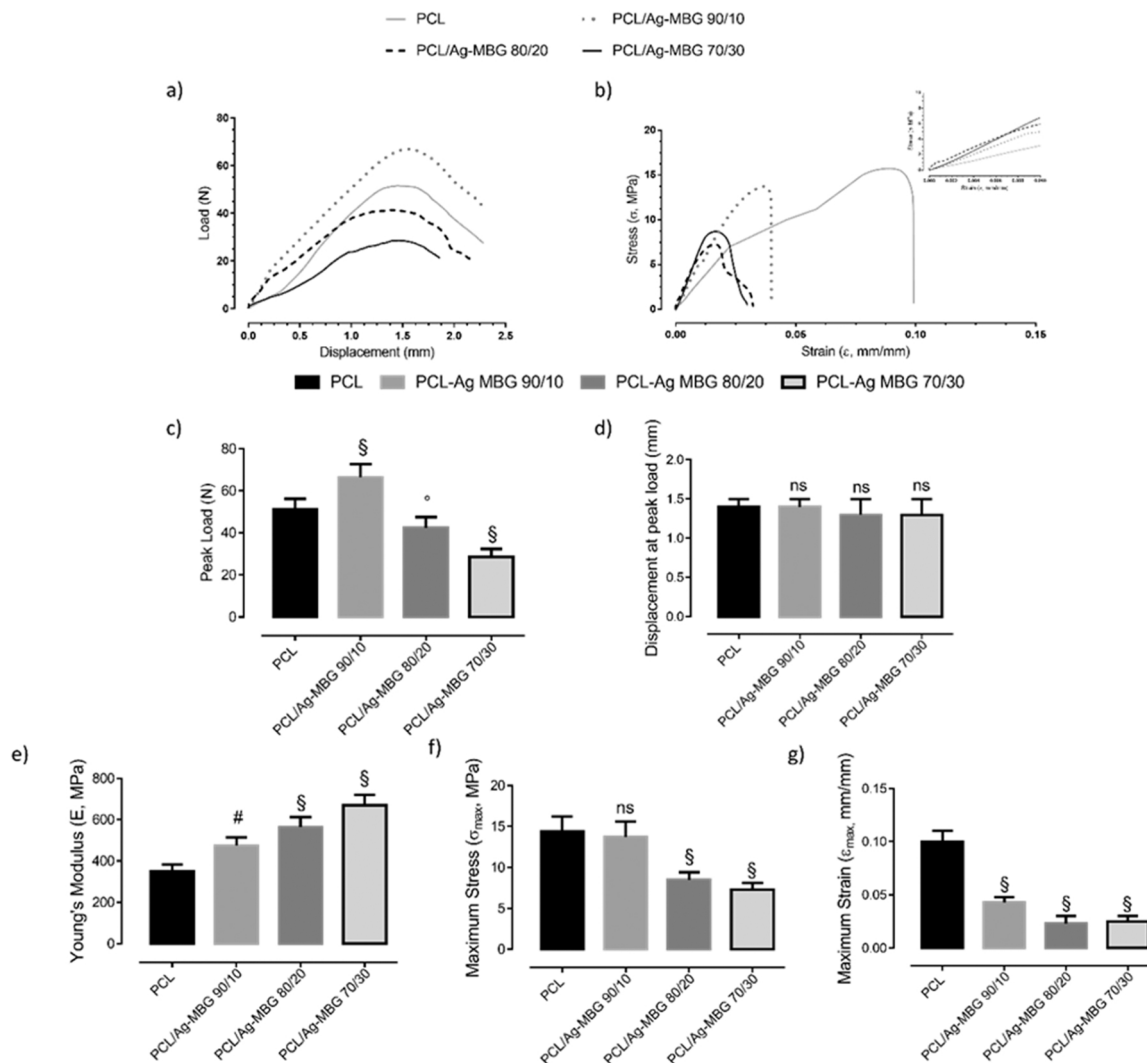 PCL
PCL/Ag-MBG 90/10
PCL/Ag-MBG 80/20
PCL/Ag-MBG 70/30
a)
80
60
40
20
0
Load (N)
0.0 0.5 1.0 1.5 2.0 2.5
Displacement (mm)
b)
20
15
10
5
0
Stress (σ, MPa)
0.00 0.05 0.10 0.15
Strain (ε, mm/mm)
PCL
PCL-Ag MBG 90/10
PCL-Ag MBG 80/20
PCL-Ag MBG 70/30
c)
80
60
40
20
0
Peak Load (N)
§
°
§
PCL
PCL/Ag-MBG 90/10
PCL/Ag-MBG 80/20
PCL/Ag-MBG 70/30
d)
2.0
1.5
1.0
0.5
0.0
Displacement at peak load (mm)
ns
ns
ns
PCL
PCL/Ag-MBG 90/10
PCL/Ag-MBG 80/20
PCL/Ag-MBG 70/30
e)
800
600
400
200
0
Young's Modulus (E, MPa)
#
§
§
PCL
PCL/Ag-MBG 90/10
PCL/Ag-MBG 80/20
PCL/Ag-MBG 70/30
f)
20
15
10
5
0
Maximum Stress (σmax, MPa)
ns
§
§
PCL
PCL/Ag-MBG 90/10
PCL/Ag-MBG 80/20
PCL/Ag-MBG 70/30
g)
0.10
0.05
0.00
Maximum Strain (εmax, mm/mm)
§
§
§
PCL
PCL/Ag-MBG 90/10
PCL/Ag-MBG 80/20
PCL/Ag-MBG 70/30